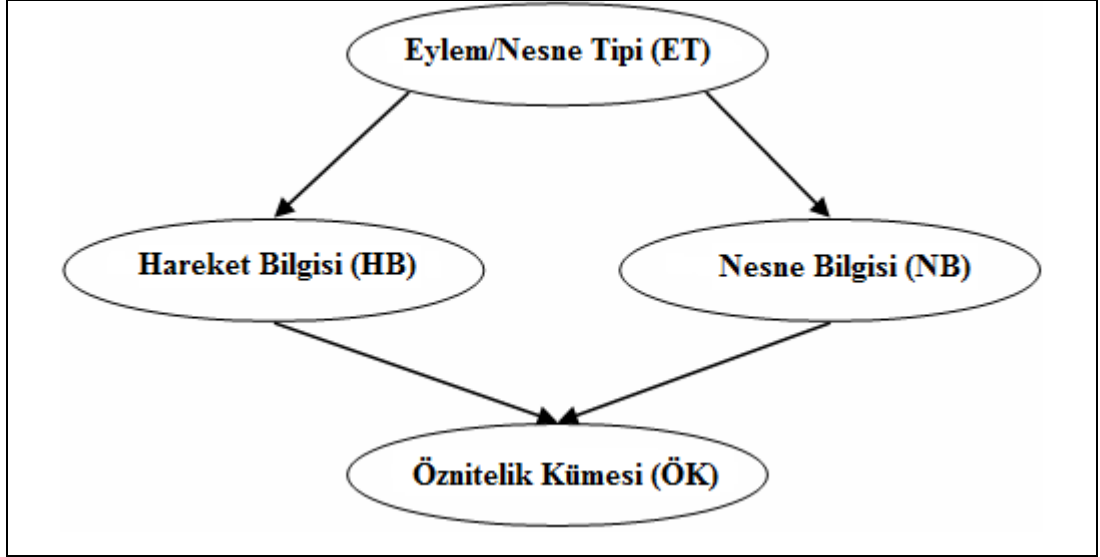 Eylem/Nesne Tipi (ET)
Hareket Bilgisi (HB)
Nesne Bilgisi (NB)
Öznitelik Kümesi (ÖK)